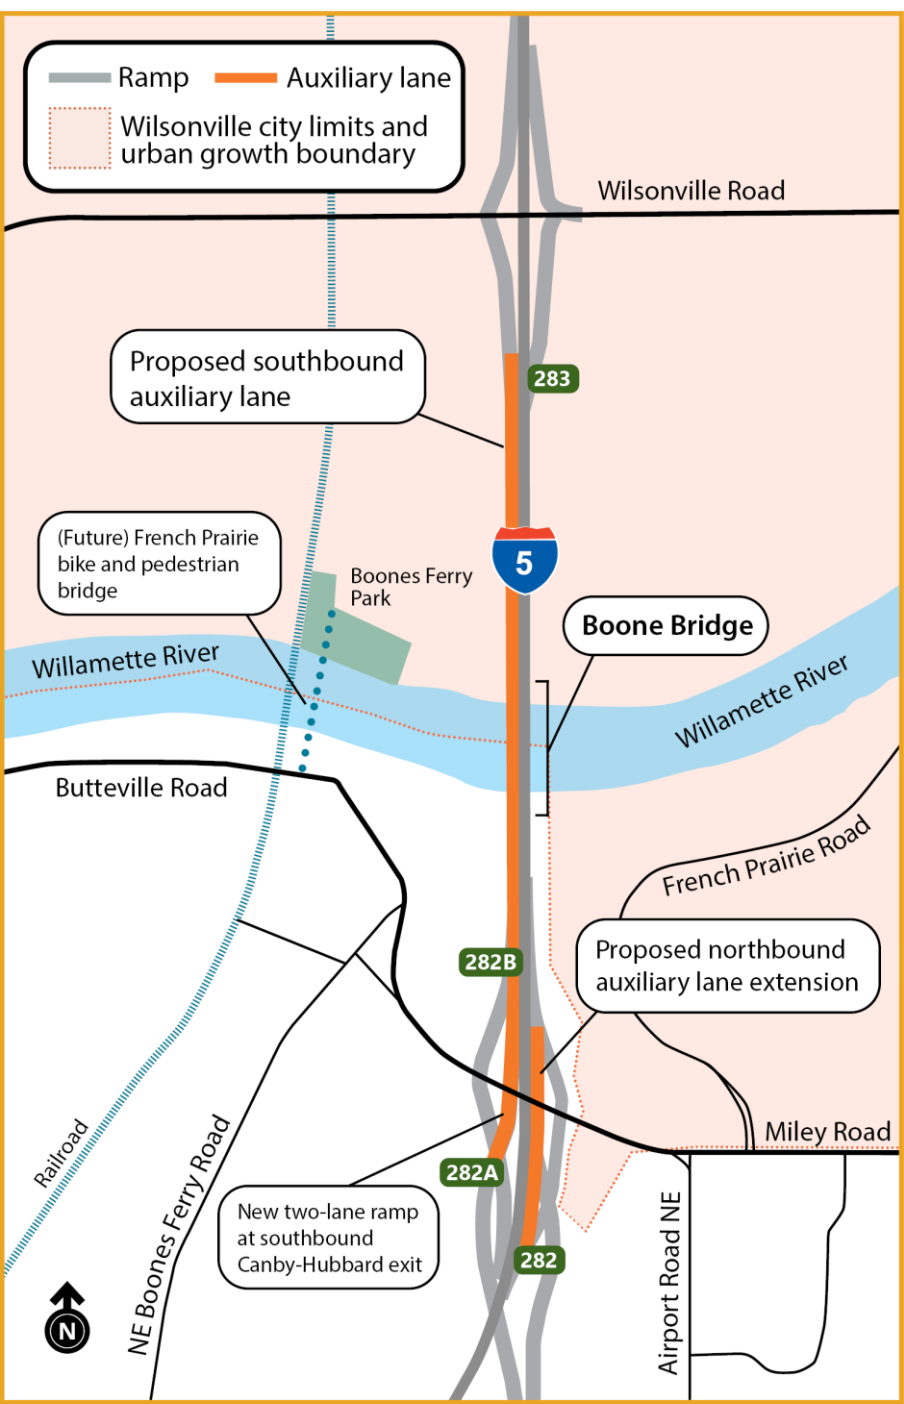 Ramp
Auxiliary lane
Wilsonville city limits and
urban growth boundary
Wilsonville Road
Proposed southbound
auxiliary lane
283
(Future) French Prairie
bike and pedestrian
bridge
5
Boones Ferry
Park
Boone Bridge
Willamette River
Willamette River
Butteville Road
French Prairie Road
282B
Proposed northbound
auxiliary lane extension
Miley Road
Railroad
282A
NE Boones Ferry Road
New two-lane ramp
at southbound
Canby-Hubbard exit
282
Airport Road NE
N